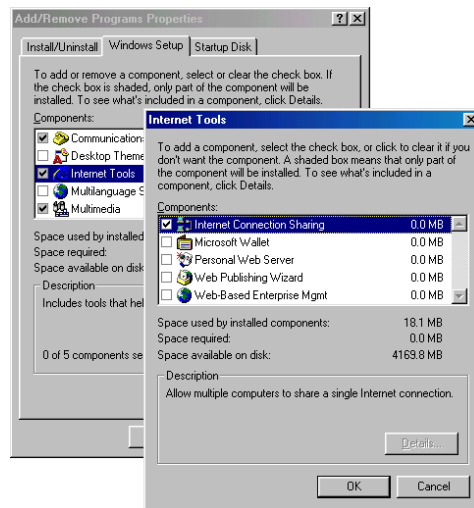 Add/Remove Programs Properties
Install/Uninstall Windows Setup Startup Disk
To add or remove a component, select or clear the check box. If
the check box is shaded, only part of the component will be
installed. To see what's included in a component, click Details.
Components:
Communication
Desktop Theme
Internet Tools
Multilanguage S
Multimedia
Space used by installed
Space required:
Space available on disk
Description
Includes tools that hel
0 of 5 components se
Internet Tools
To add a component, select the check box, or click to clear it if you
don't want the component. A shaded box means that only part of
the component will be installed. To see what's included in a
component, click Details.
Components:
Internet Connection Sharing 0.0 MB
Microsoft Wallet 0.0 MB
Personal Web Server 0.0 MB
Web Publishing Wizard 0.0 MB
Web-Based Enterprise Mgmt 0.0 MB
Space used by installed components: 18.1 MB
Space required: 0.0 MB
Space available on disk: 4169.8 MB
Description
Allow multiple computers to share a single Internet connection.
Details...
OK Cancel